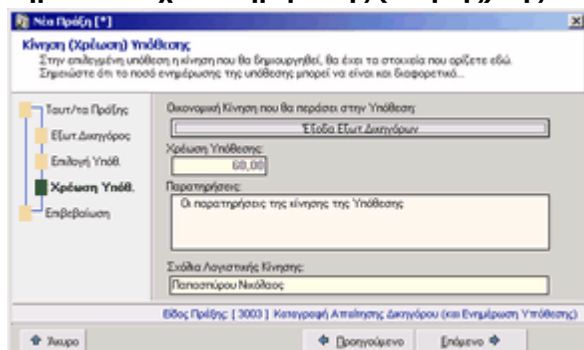 Νέα Πράξη [*]
Κίνηση (Χρέωση) Υπόθεσης
Στην επιλεγμένη υπόθεση η κίνηση που θα δημιουργηθεί, θα έχει τα στοιχεία που ορίζετε εδώ.
Σημειώστε ότι το ποσό ενημέρωσης της υπόθεσης μπορεί να είναι και διαφορετικό...
Ταυτ/τα Πράξης
Εξωτ.Δικηγόρος
Επιλογή Υπόθ.
Χρέωση Υπόθ.
Επιβεβαίωση
Οικονομική Κίνηση που θα περάσει στην Υπόθεση:
Έξοδα Εξωτ.Δικηγόρων
Χρέωση Υπόθεσης:
60,00
Παρατηρήσεις:
Οι παρατηρήσεις της κίνησης της Υπόθεσης
Σχόλια Λογιστικής Κίνησης:
Παπασπύρου Νικόλαος
Είδος Πράξης: [ 3003 ] Καταγραφή Απαίτησης Δικηγόρου (και Ενημέρωση Υπόθεσης)
Άκυρο
Προηγούμενο
Επόμενο